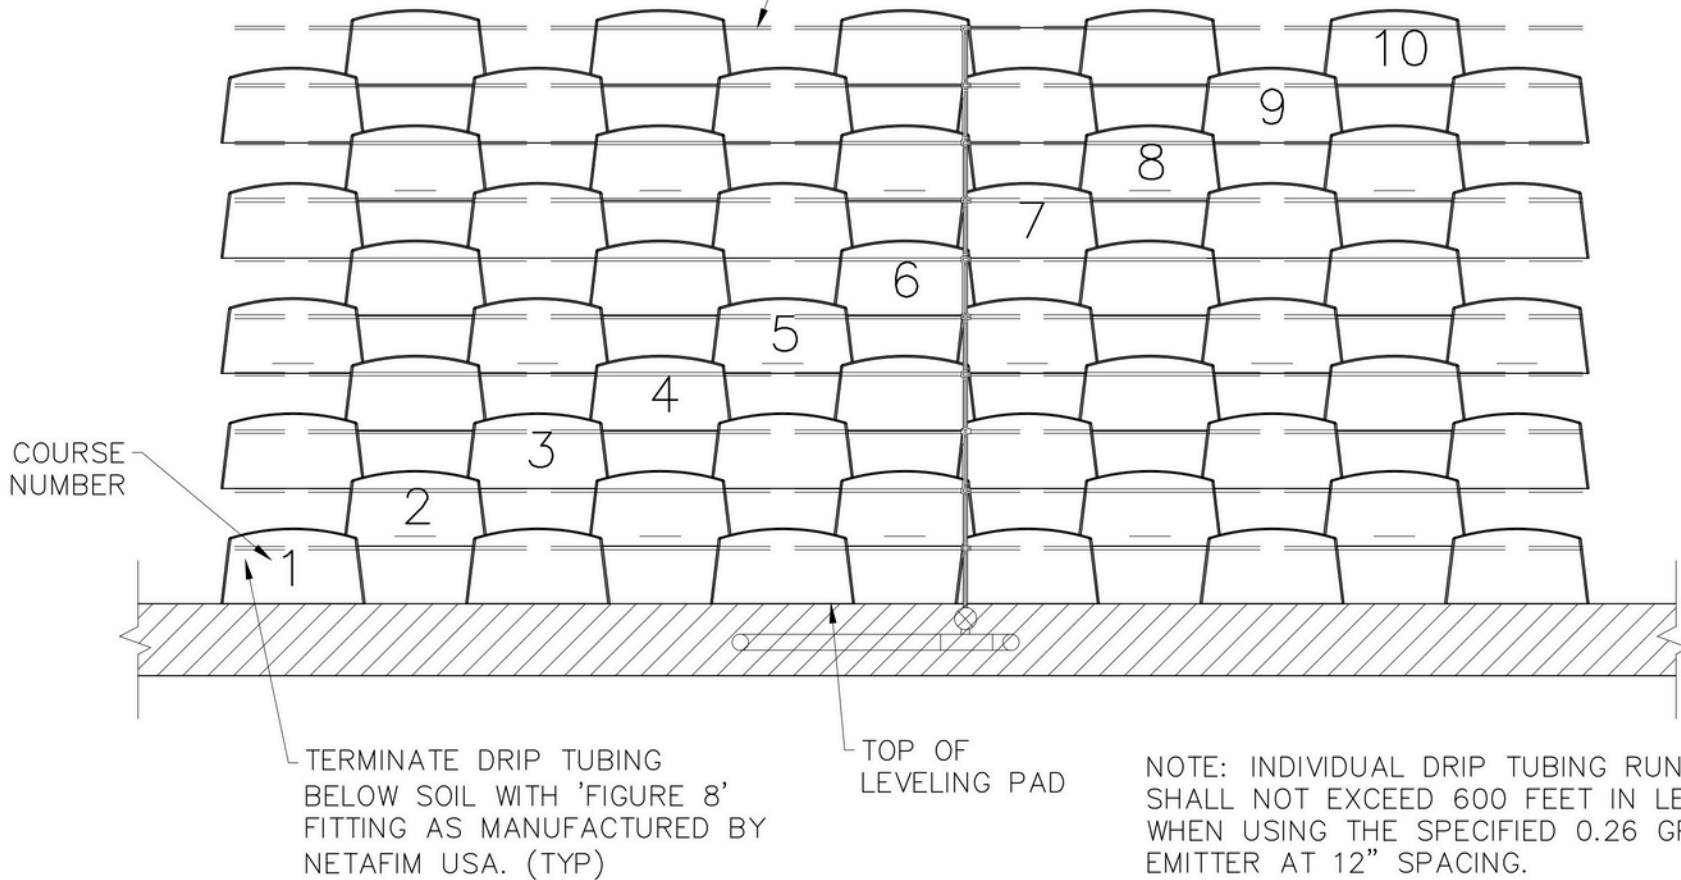 10
9
8
7
6
5
4
3
2
1
COURSE
NUMBER
TERMINATE DRIP TUBING
BELOW SOIL WITH 'FIGURE 8'
FITTING AS MANUFACTURED BY
NETAFIM USA. (TYP)
TOP OF
LEVELING PAD
NOTE: INDIVIDUAL DRIP TUBING RUN
SHALL NOT EXCEED 600 FEET IN
WHEN USING THE SPECIFIED 0.26
EMITTER AT 12" SPACING.